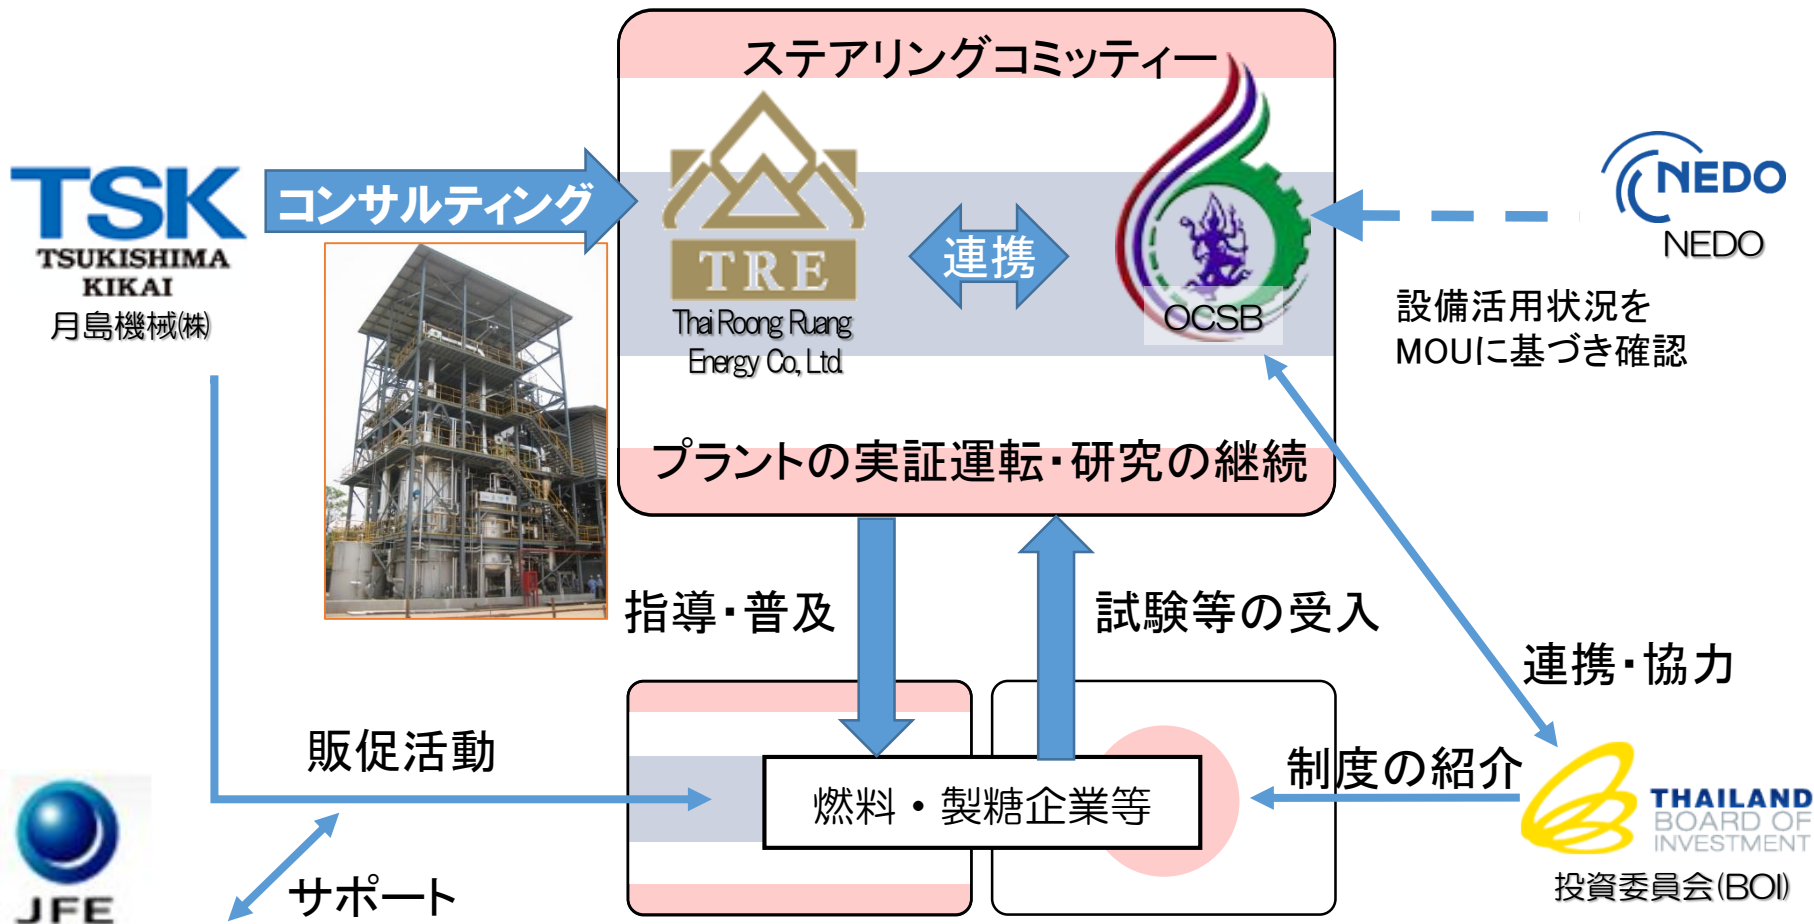 ステアリングコミッティー
TSK
TSUKISHIMA
KIKAI
月島機械㈱
コンサルティング
TRE
Thai Roong Ruang
Energy Co., Ltd.
連携
OCSB
NEDO
NEDO
設備活用状況を
MOUに基づき確認
プラントの実証運転・研究の継続
指導・普及
試験等の受入
連携・協力
販促活動
制度の紹介
燃料・製糖企業等
THAILAND
BOARD OF
INVESTMENT
投資委員会(BOI)
JFE
サポート